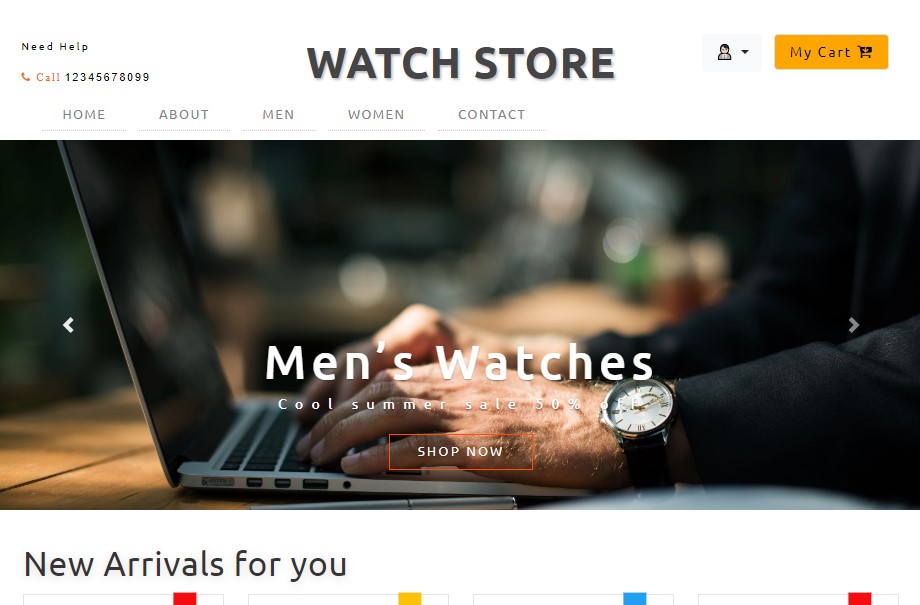 Need Help
WATCH STORE
My Cart
Call 12345678099
HOME ABOUT MEN WOMEN CONTACT
Men's Watches
Cool summer sale 50% off
SHOP NOW
New Arrivals for you